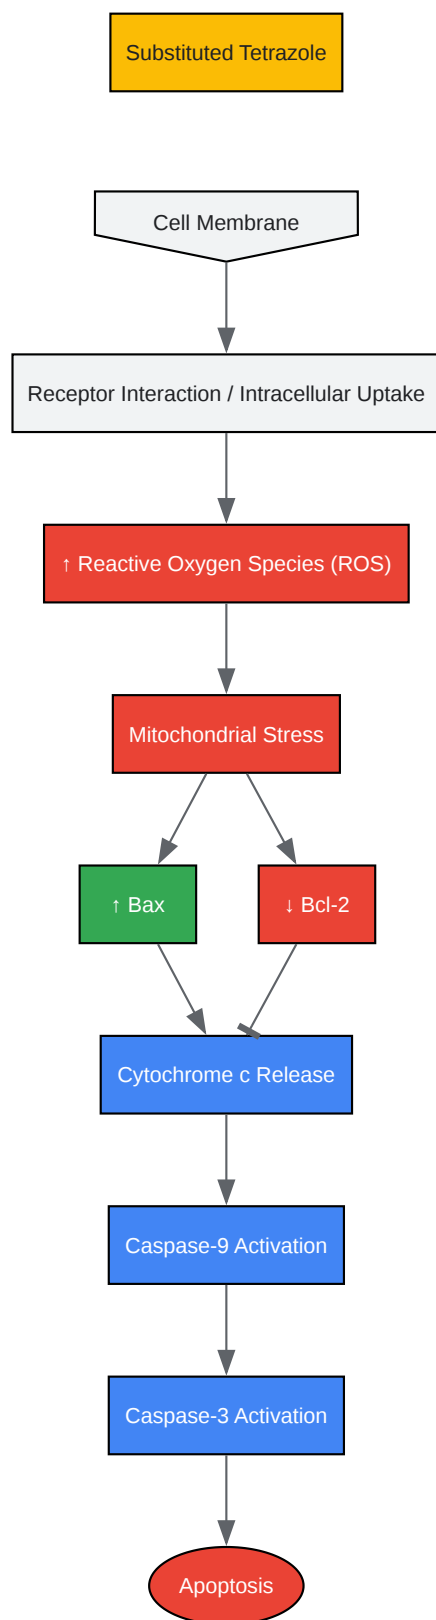 Substituted Tetrazole
Cell Membrane
Receptor Interaction / Intracellular Uptake
↑ Reactive Oxygen Species (ROS)
Mitochondrial Stress
↑ Bax
↓ Bcl-2
Cytochrome c Release
Caspase-9 Activation
Caspase-3 Activation
Apoptosis